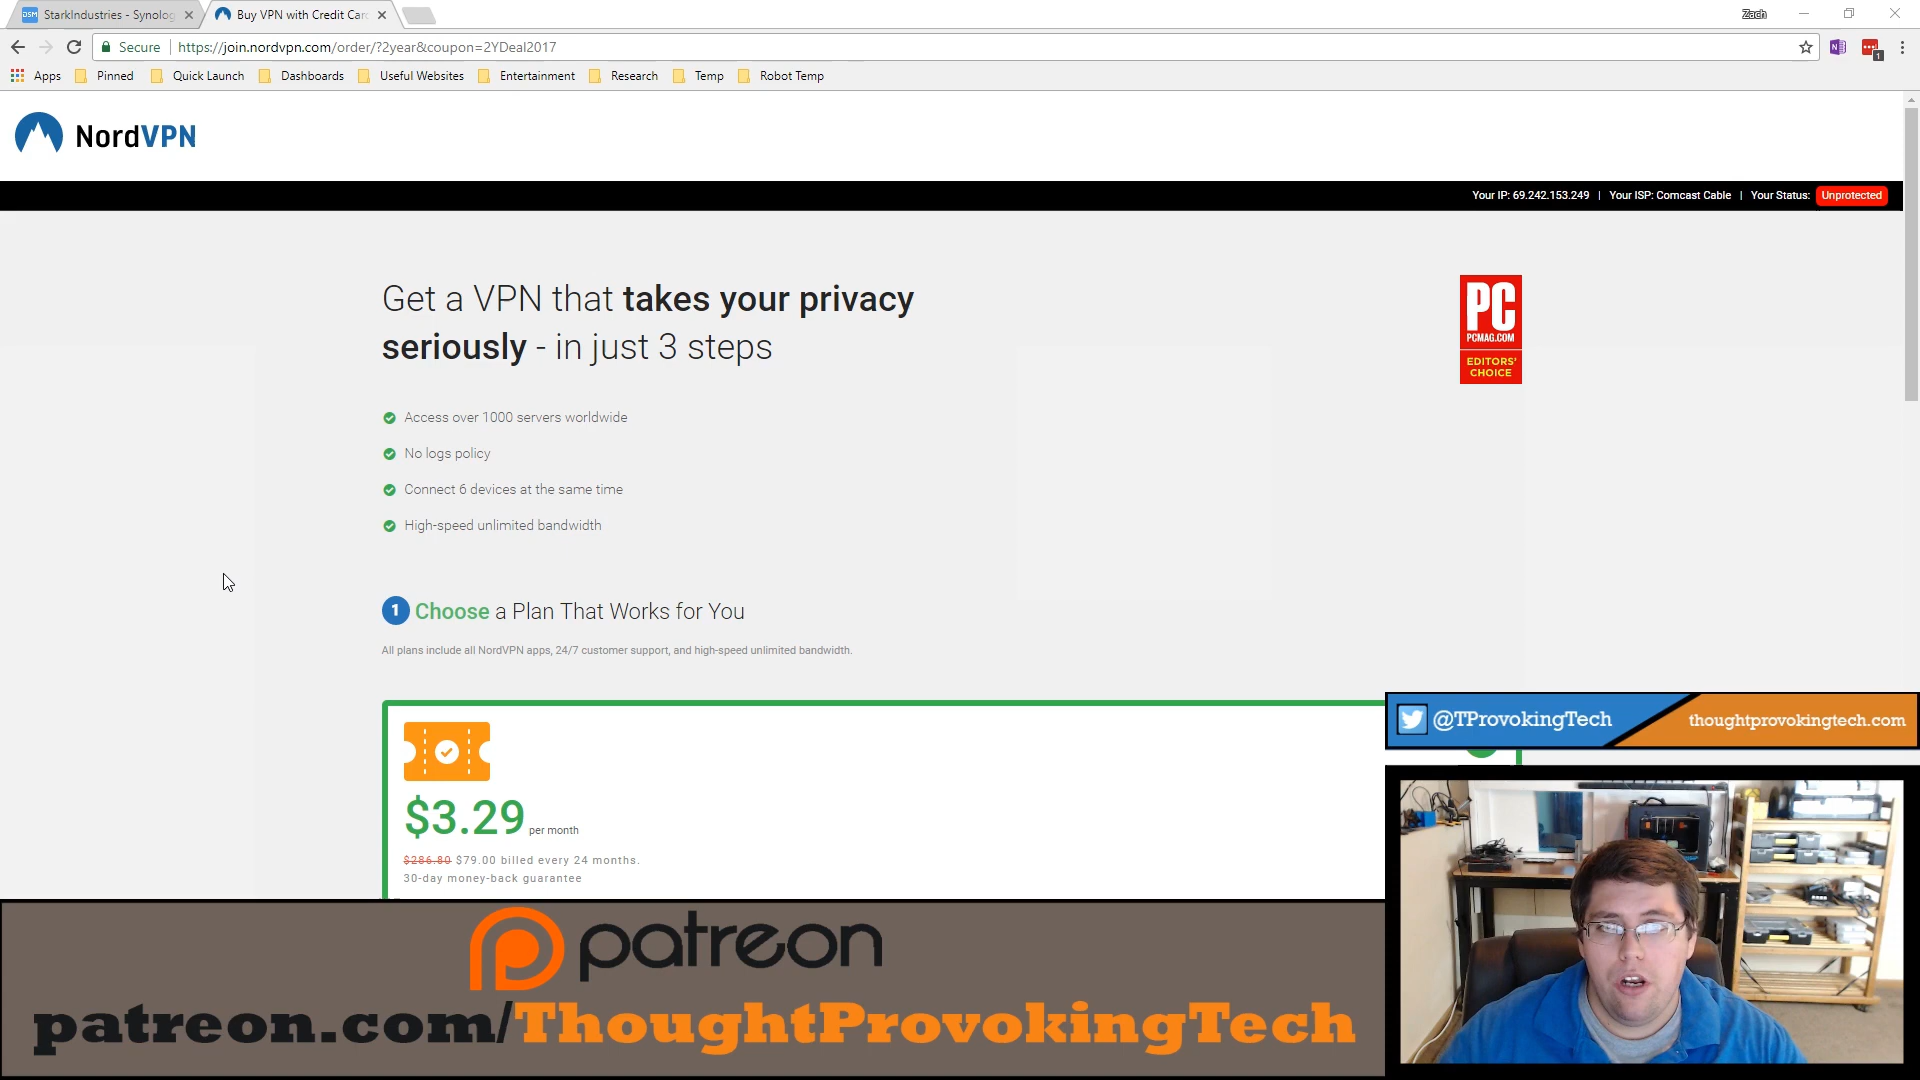 DSM StarkIndustries - Synolog
Buy VPN with Credit Car
Zach
Secure
https://join.nordvpn.com/order/?2year&coupon=2YDeal2017
1
Apps
Pinned
Quick Launch
Dashboards
Useful Websites
Entertainment
Research
Temp
Robot Temp
NordVPN
Your IP: 69.242.153.249 | Your ISP: Comcast Cable | Your Status: Unprotected
Get a VPN that takes your privacy
seriously - in just 3 steps
PC
PCMAG.COM
EDITORS'
CHOICE
Access over 1000 servers worldwide
No logs policy
Connect 6 devices at the same time
High-speed unlimited bandwidth
1 Choose a Plan That Works for You
All plans include all NordVPN apps, 24/7 customer support, and high-speed unlimited bandwidth.
@TProvokingTech
thoughtprovokingtech.com
$3.29 per month
$286.80 $79.00 billed every 24 months.
30-day money-back guarantee
patreon
patreon.com/ThoughtProvokingTech